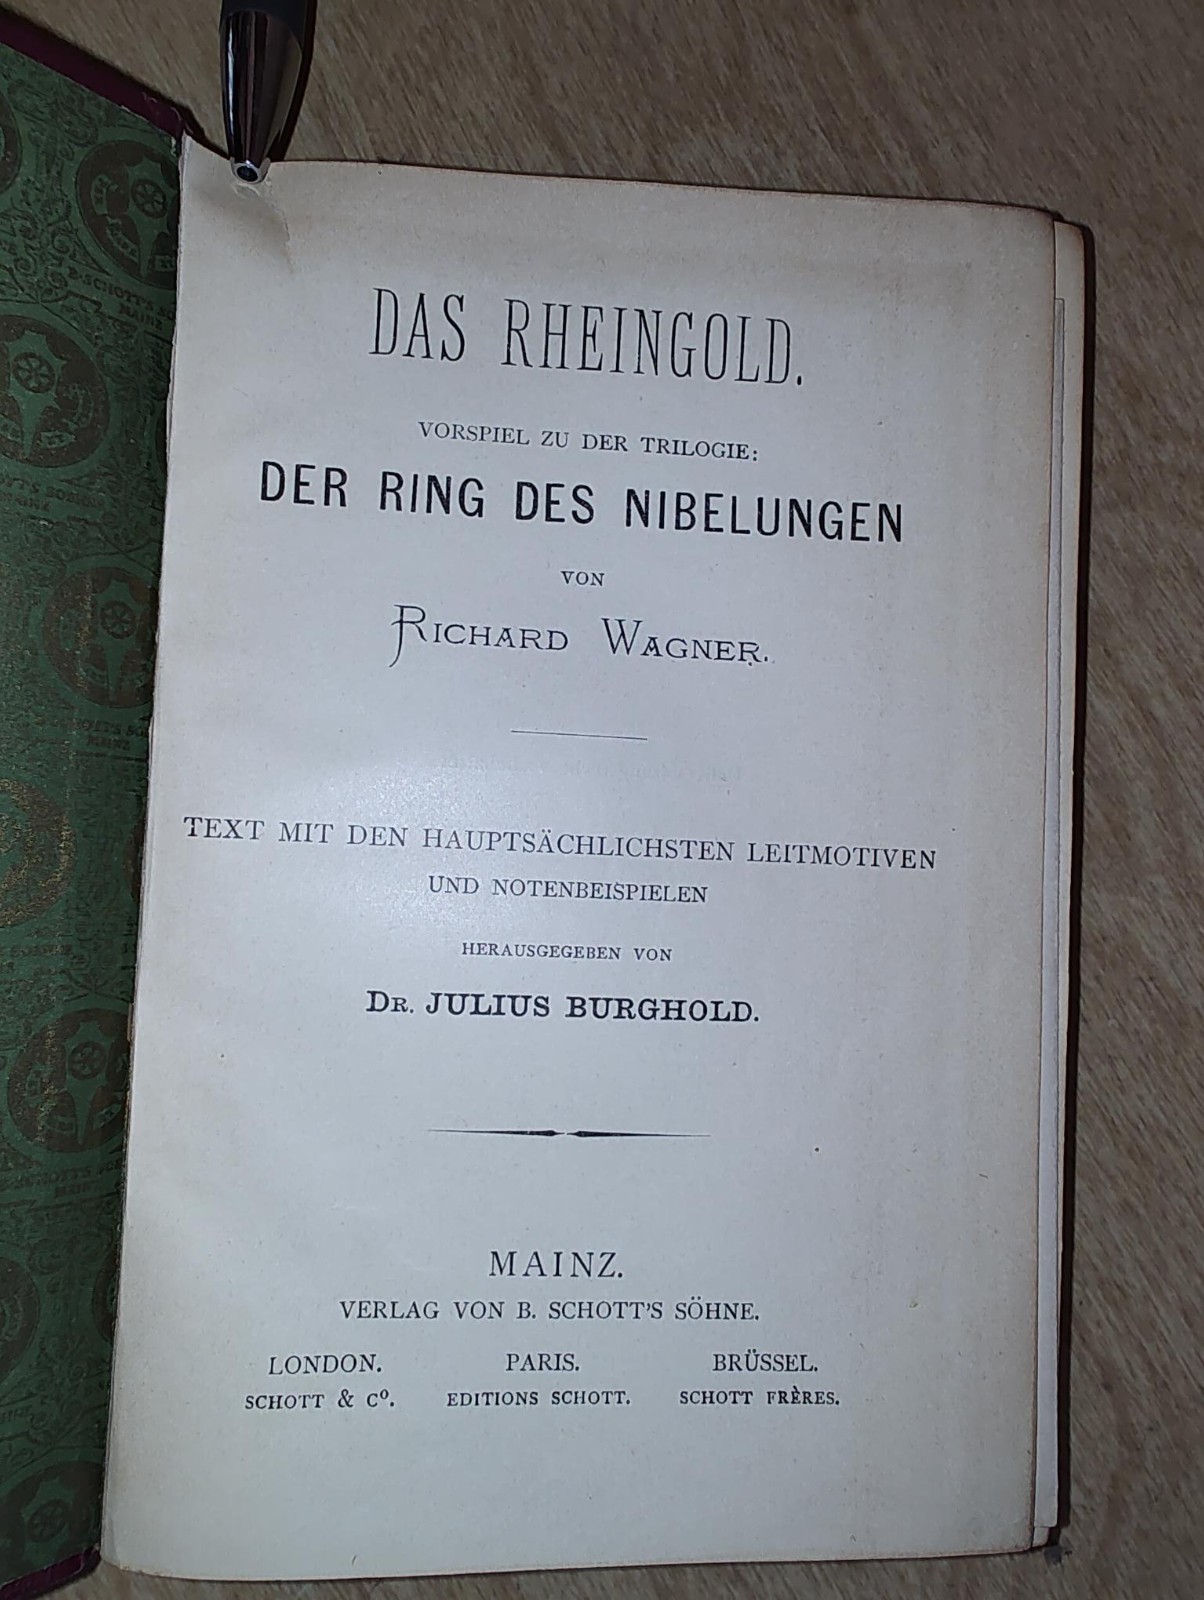 DAS RHEINGOLD.
VORSPIEL ZU DER TRILOGIE:
DER RING DES NIBELUNGEN
VON
RICHARD WAGNER.
TEXT MIT DEN HAUPTSÄCHLICHSTEN LEITMOTIVEN
UND NOTENBEISPIELEN
HERAUSGEGEBEN VON
DR. JULIUS BURGHOLD.
MAINZ.
VERLAG VON B. SCHOTT'S SÖHNE.
LONDON. PARIS. BRÜSSEL.
SCHOTT & Cº. EDITIONS SCHOTT. SCHOTT FRÈRES.